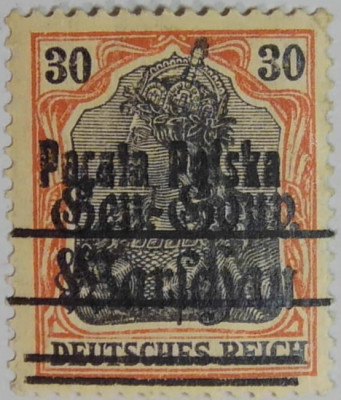 30 30
Poczta Polska
Gen.-Gouv.
Warschau
DEUTSCHES REICH